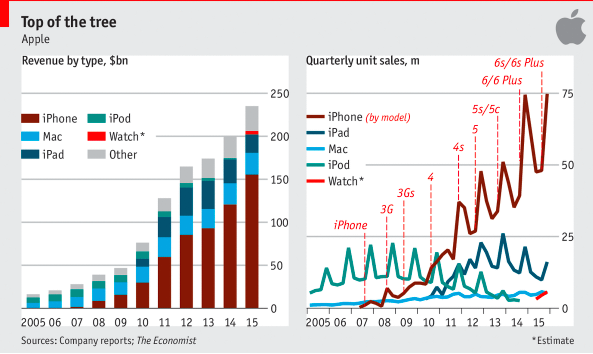 Top of the tree
Apple
Revenue by type, $bn
iPhone
iPod
Mac
Watch*
iPad
Other
250
200
150
100
50
0
2005 06 07 08 09 10 11 12 13 14 15
Quarterly unit sales, m
6s/6s Plus
6/6 Plus
5s/5c
5
4s
4
3Gs
3G
iPhone
iPhone (by model)
iPad
Mac
iPod
Watch*
75
50
25
0
2005 06 07 08 09 10 11 12 13 14 15
Sources: Company reports; The Economist
*Estimate